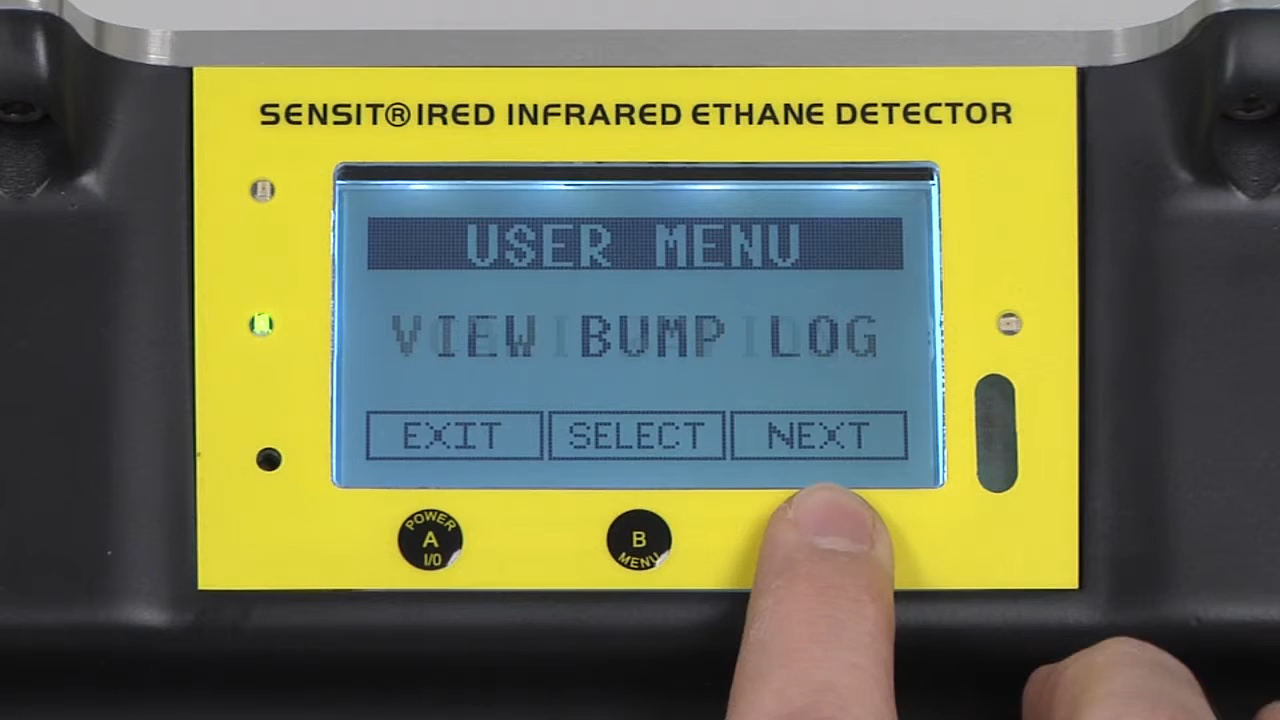 SENSIT® IRED INFRARED ETHANE DETECTOR
USER MENU
VIEW BUMP LOG
EXIT SELECT NEXT
POWER A I/O
B MENU